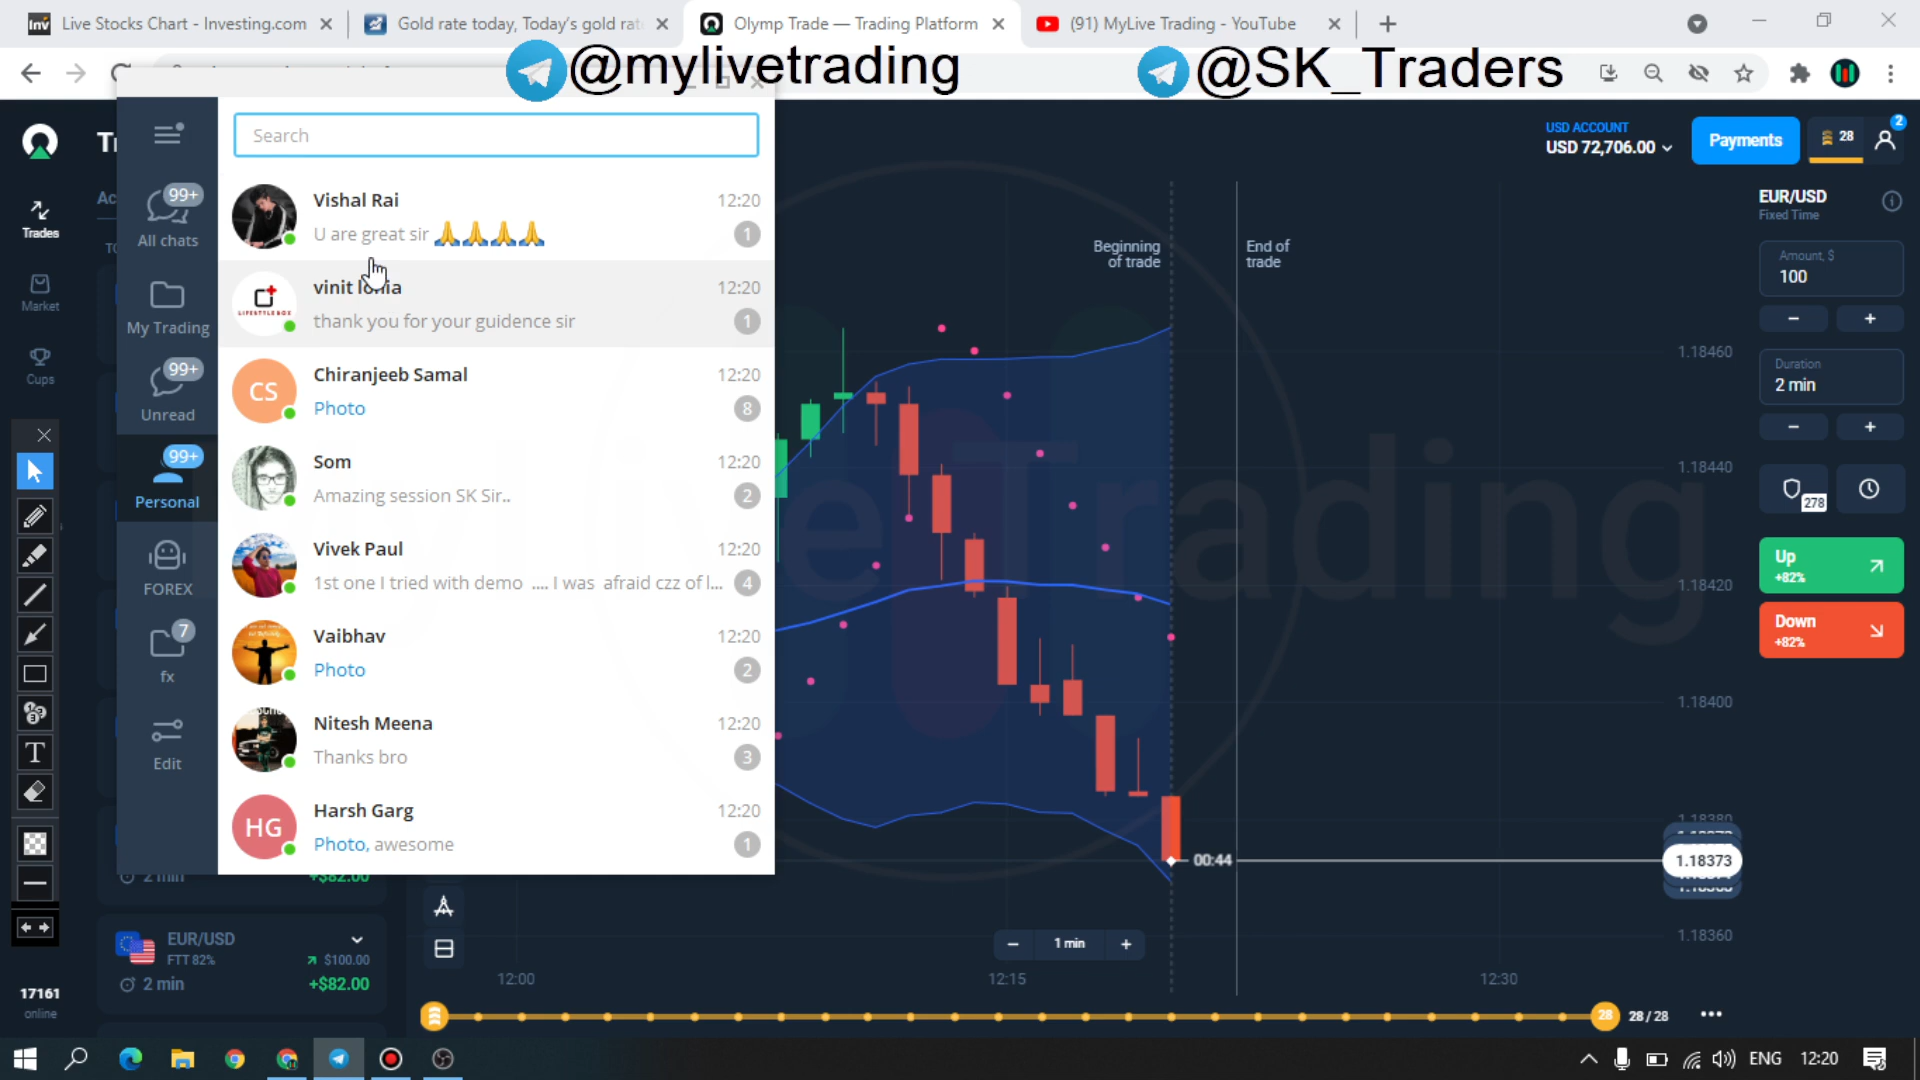 Live Stocks Chart - Investing.com
Gold rate today, Today's gold rat
Olymp Trade — Trading Platform
(91) MyLive Trading - YouTube
@mylivetrading
@SK_Traders
Search
USD ACCOUNT
USD 72,706.00
Payments
28
2
Trades
Market
Cups
17161
online
99+
All chats
My Trading
99+
Unread
99+
Personal
FOREX
7
fx
Edit
Vishal Rai 12:20
U are great sir 🙏🙏🙏🙏 1
vinit 12:20
thank you for your guidence sir 1
CS
Chiranjeeb Samal 12:20
Photo 8
Som 12:20
Amazing session SK Sir.. 2
Vivek Paul 12:20
1st one I tried with demo .... I was afraid czz of l... 4
Vaibhav 12:20
Photo 2
Nitesh Meena 12:20
Thanks bro 3
HG
Harsh Garg 12:20
Photo, awesome 1
Beginning
of trade
End of
trade
EUR/USD
Fixed Time
Amount, $
100
Duration
2 min
278
Up
+82%
Down
+82%
Trading
1.18460
1.18440
1.18420
1.18400
1.18380
1.18373
1.18360
00:44
2 min +$82.00
EUR/USD
FTT 82% $100.00
2 min +$82.00
1 min
12:00
12:15
12:30
28
28 / 28
ENG
12:20